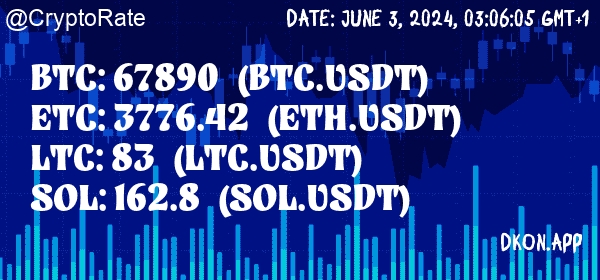 @CryptoRate
DATE: JUNE 3, 2024, 03:06:05 GMT+1
BTC: 67890 (BTC.USDT)
ETC: 3776.42 (ETH.USDT)
LTC: 83 (LTC.USDT)
SOL: 162.8 (SOL.USDT)
DKON.APP